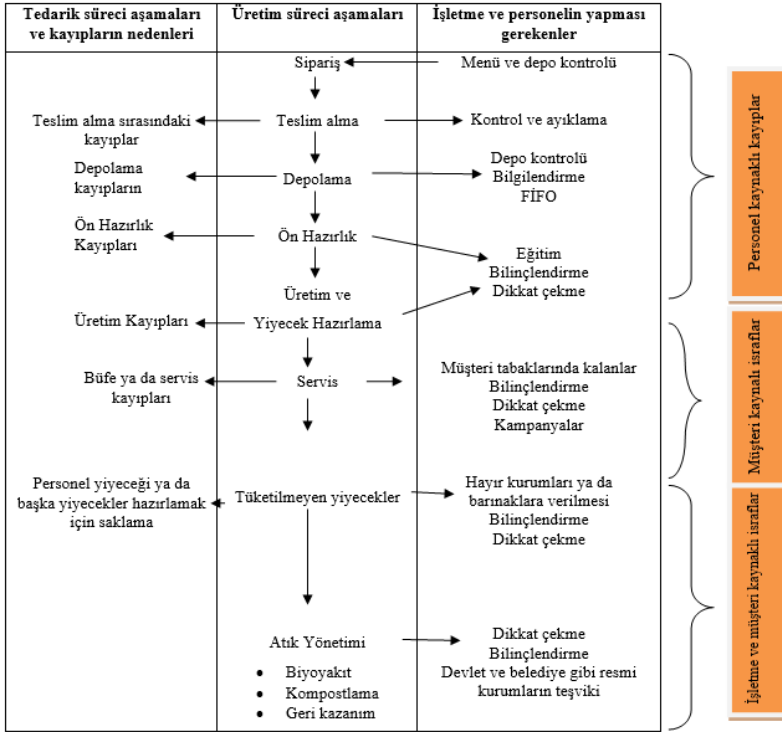 Tedarik süreci aşamaları
ve kayıpların nedenleri
Üretim süreci aşamaları
İşletme ve personelin yapması
gerekenler
Sipariş
Menü ve depo kontrolü
Teslim alma sırasındaki
kayıplar
Teslim alma
Kontrol ve ayıklama
Depolama
kayıpların
Depolama
Depo kontrolü
Bilgilendirme
FİFO
Ön Hazırlık
Kayıpları
Ön Hazırlık
Eğitim
Bilinçlendirme
Dikkat çekme
Üretim Kayıpları
Üretim ve
Yiyecek Hazırlama
Büfe ya da servis
kayıpları
Servis
Müşteri tabaklarında kalanlar
Bilinçlendirme
Dikkat çekme
Kampanyalar
Personel yiyeceği ya da
başka yiyecekler hazırlamak
için saklama
Tüketilmeyen yiyecekler
Hayır kurumları ya da
barınaklara verilmesi
Bilinçlendirme
Dikkat çekme
Atık Yönetimi
• Biyoyakıt
• Kompostlama
• Geri kazanım
Dikkat çekme
Bilinçlendirme
Devlet ve belediye gibi resmi
kurumların teşviki
Personel kaynaklı kayıplar
Müşteri kaynalı israflar
İşletme ve müşteri kaynaklı israflar